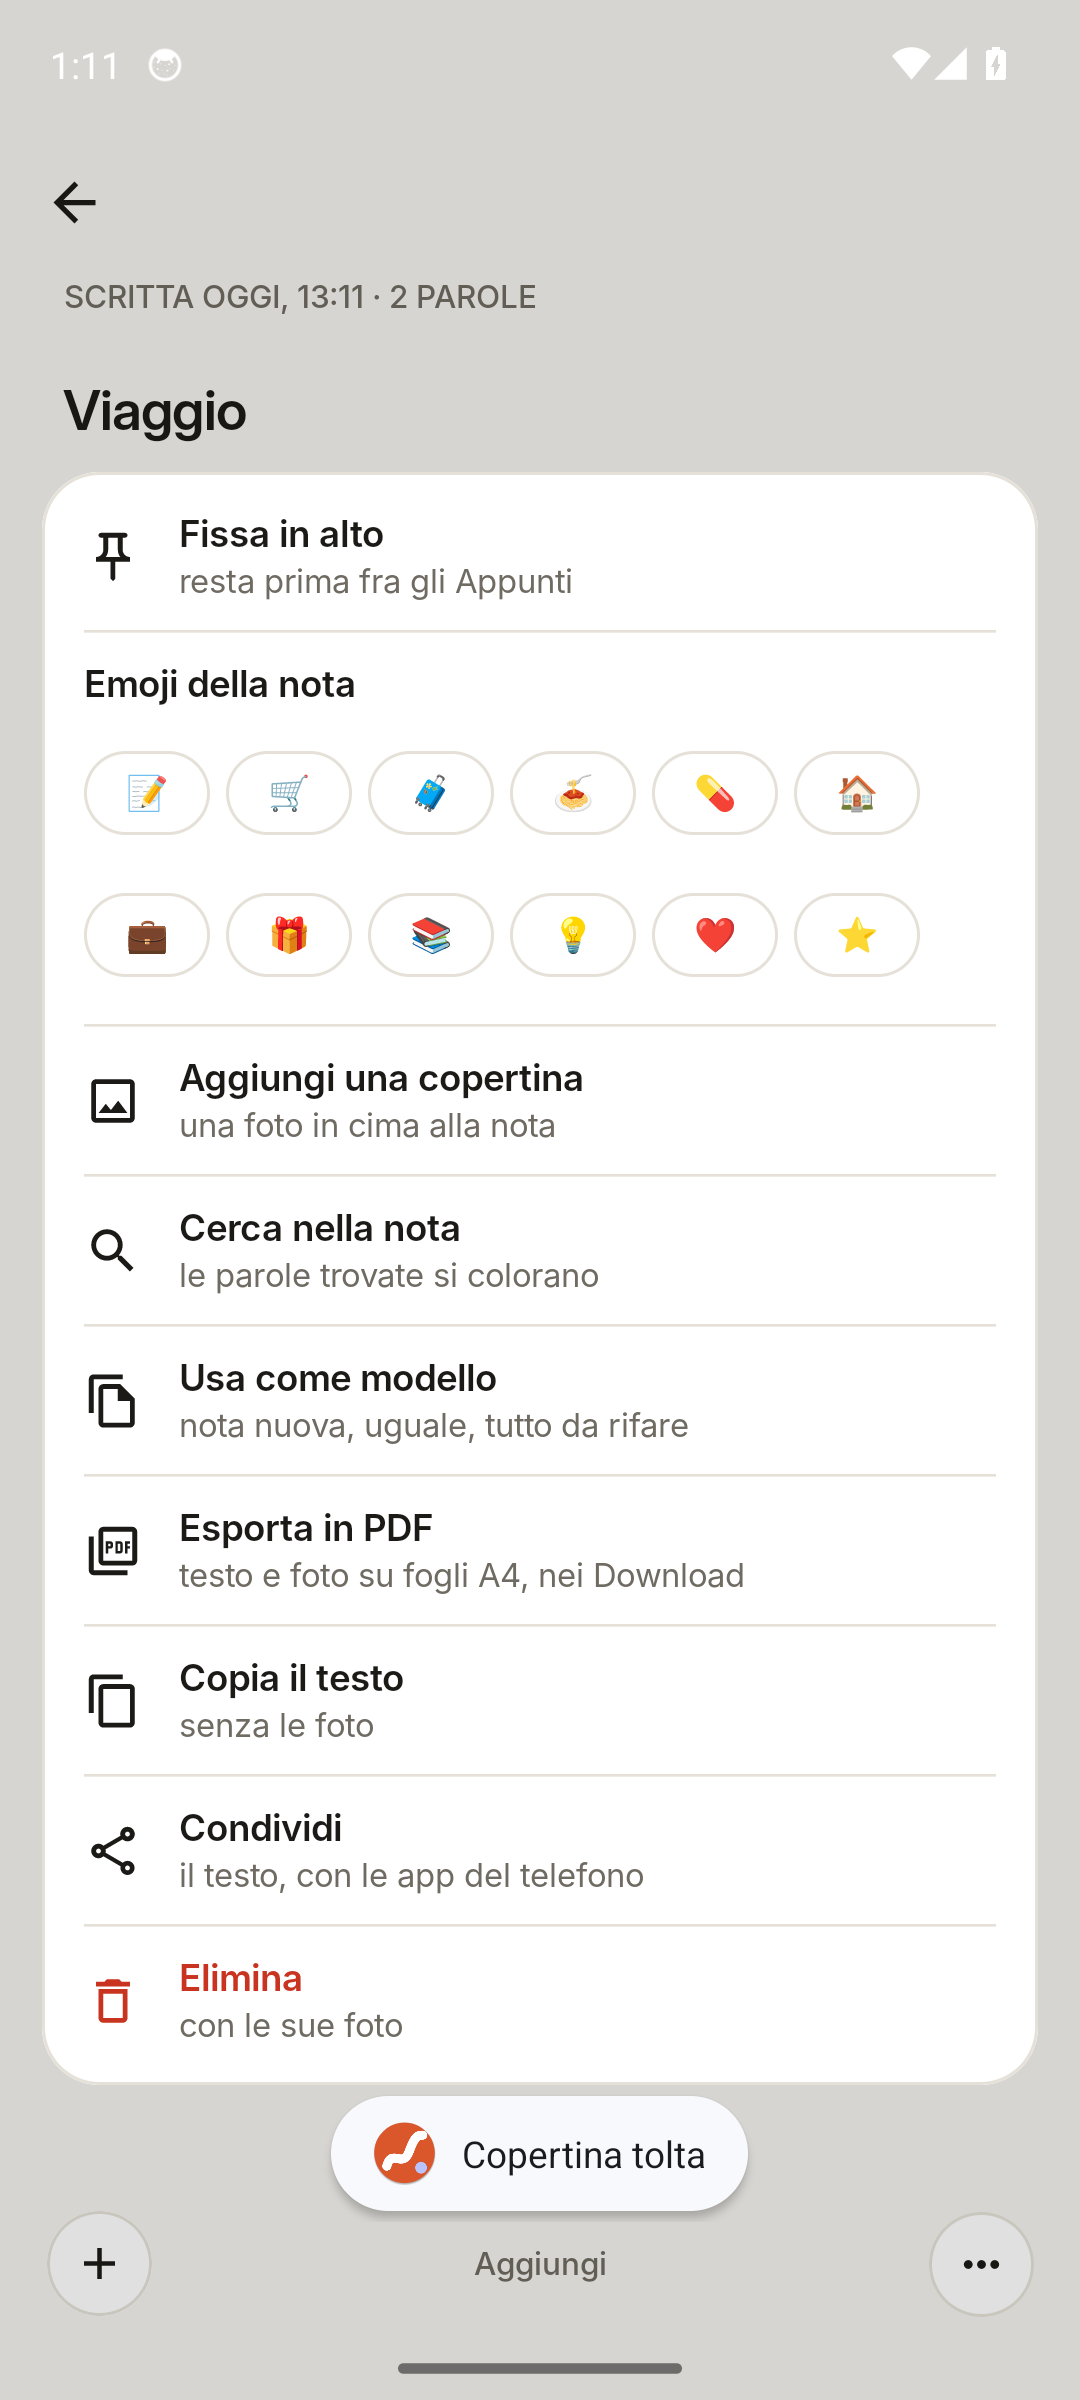 1:11
SCRITTA OGGI, 13:11 · 2 PAROLE
Viaggio
Fissa in alto
resta prima fra gli Appunti
Emoji della nota
Aggiungi una copertina
una foto in cima alla nota
Cerca nella nota
le parole trovate si colorano
Usa come modello
nota nuova, uguale, tutto da rifare
Esporta in PDF
PDF
testo e foto su fogli A4, nei Download
Copia il testo
senza le foto
Condividi
il testo, con le app del telefono
Elimina
con le sue foto
Copertina tolta
Aggiungi